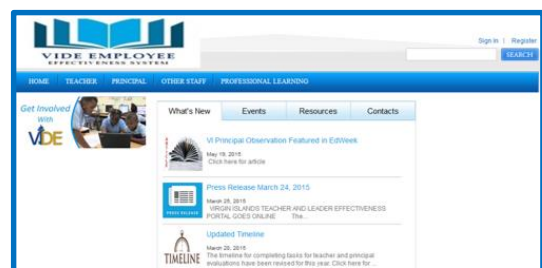 VIDE EMPLOYEE
EFFECTIVENESS SYSTEM
Sign In | Register
SEARCH
HOME TEACHER PRINCIPAL OTHER STAFF PROFESSIONAL LEARNING
Get Involved
With
VIDE
What's New Events Resources Contacts
VI Principal Observation Featured in EdWeek
May 19, 2015
Click here for article
Press Release March 24, 2015
March 25, 2015
VIRGIN ISLANDS TEACHER AND LEADER EFFECTIVENESS
PORTAL GOES ONLINE The...
PRESS RELEASE
Updated Timeline
March 20, 2015
TIMELINE
The timeline for completing tasks for teacher and principal
evaluations have been revised for this year. Click here for ...